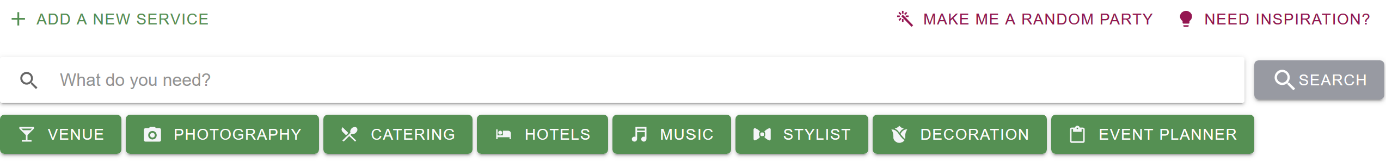 ADD A NEW SERVICE MAKE ME A RANDOM PARTY NEED INSPIRATION?
What do you need? SEARCH
VENUE PHOTOGRAPHY CATERING HOTELS MUSIC STYLIST DECORATION EVENT PLANNER